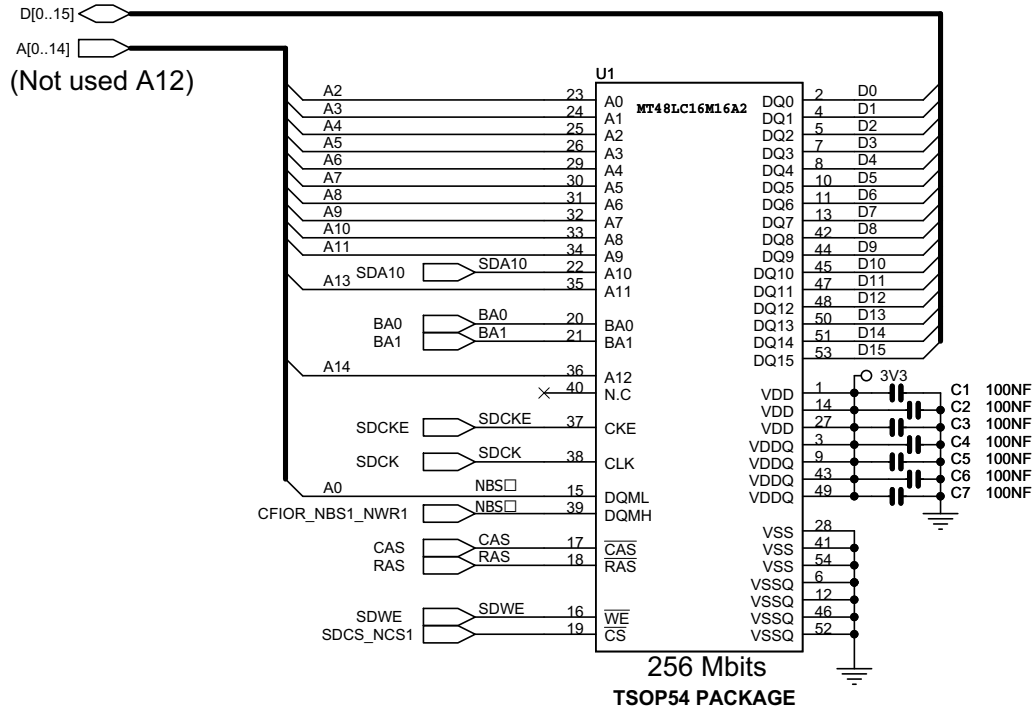 D[0..15]
A[0..14]
(Not used A12)
U1
MT48LC16M16A2
A2 23 A0 DQ0 2 D0
A3 24 A1 DQ1 4 D1
A4 25 A2 DQ2 5 D2
A5 26 A3 DQ3 7 D3
A6 29 A4 DQ4 8 D4
A7 30 A5 DQ5 10 D5
A8 31 A6 DQ6 11 D6
A9 32 A7 DQ7 13 D7
A10 33 A8 DQ8 42 D8
A11 34 A9 DQ9 44 D9
SDA10 SDA10 22 A10 DQ10 45 D10
A13 35 A11 DQ11 47 D11
DQ12 48 D12
BA0 BA0 20 BA0 DQ13 50 D13
BA1 BA1 21 BA1 DQ14 51 D14
DQ15 53 D15
A14 36 A12 3V3
40 N.C VDD 1 C1 100NF
VDD 14 C2 100NF
SDCKE SDCKE 37 CKE VDD 27 C3 100NF
VDDQ 3 C4 100NF
SDCK SDCK 38 CLK VDDQ 9 C5 100NF
VDDQ 43 C6 100NF
A0 NBS□ 15 DQML VDDQ 49 C7 100NF
CFIOR_NBS1_NWR1 NBS□ 39 DQMH
VSS 28
CAS CAS 17 CAS VSS 41
RAS RAS 18 RAS VSS 54
VSSQ 6
VSSQ 12
SDWE SDWE 16 WE VSSQ 46
SDCS_NCS1 19 CS VSSQ 52
256 Mbits
TSOP54 PACKAGE